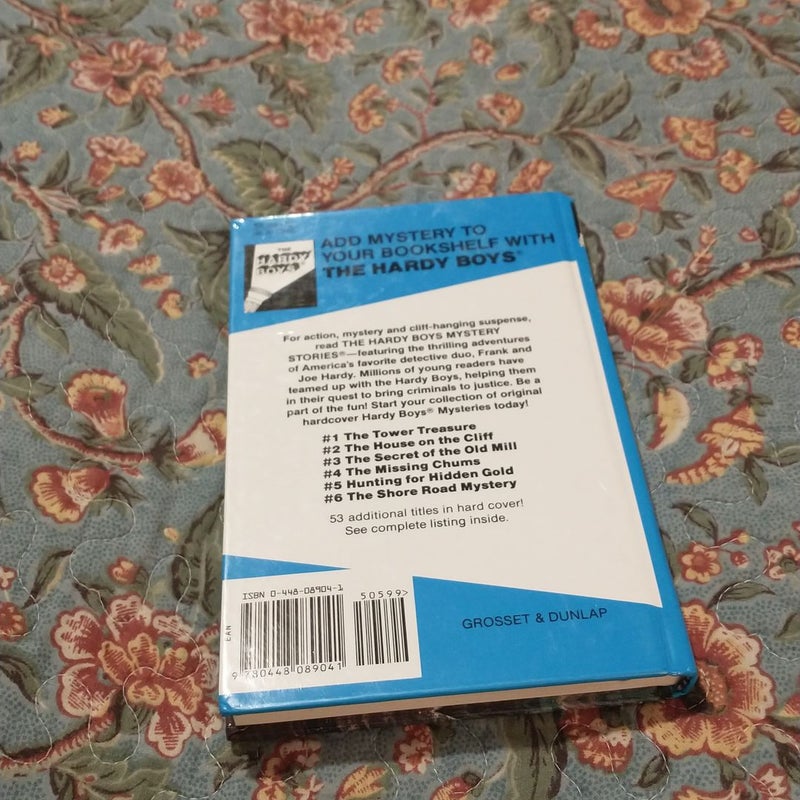 ADD MYSTERY TO
YOUR BOOKSHELF WITH
THE HARDY BOYS®
THE
HARDY
BOYS®
For action, mystery and cliff-hanging suspense,
read THE HARDY BOYS MYSTERY
STORIES®—featuring the thrilling adventures
of America's favorite detective duo, Frank and
Joe Hardy. Millions of young readers have
teamed up with the Hardy Boys, helping them
in their quest to bring criminals to justice. Be a
part of the fun! Start your collection of original
hardcover Hardy Boys® Mysteries today!
#1 The Tower Treasure
#2 The House on the Cliff
#3 The Secret of the Old Mill
#4 The Missing Chums
#5 Hunting for Hidden Gold
#6 The Shore Road Mystery
53 additional titles in hard cover!
See complete listing inside.
ISBN 0-448-08904-1
50599>
EAN
9 780448 089041
GROSSET & DUNLAP